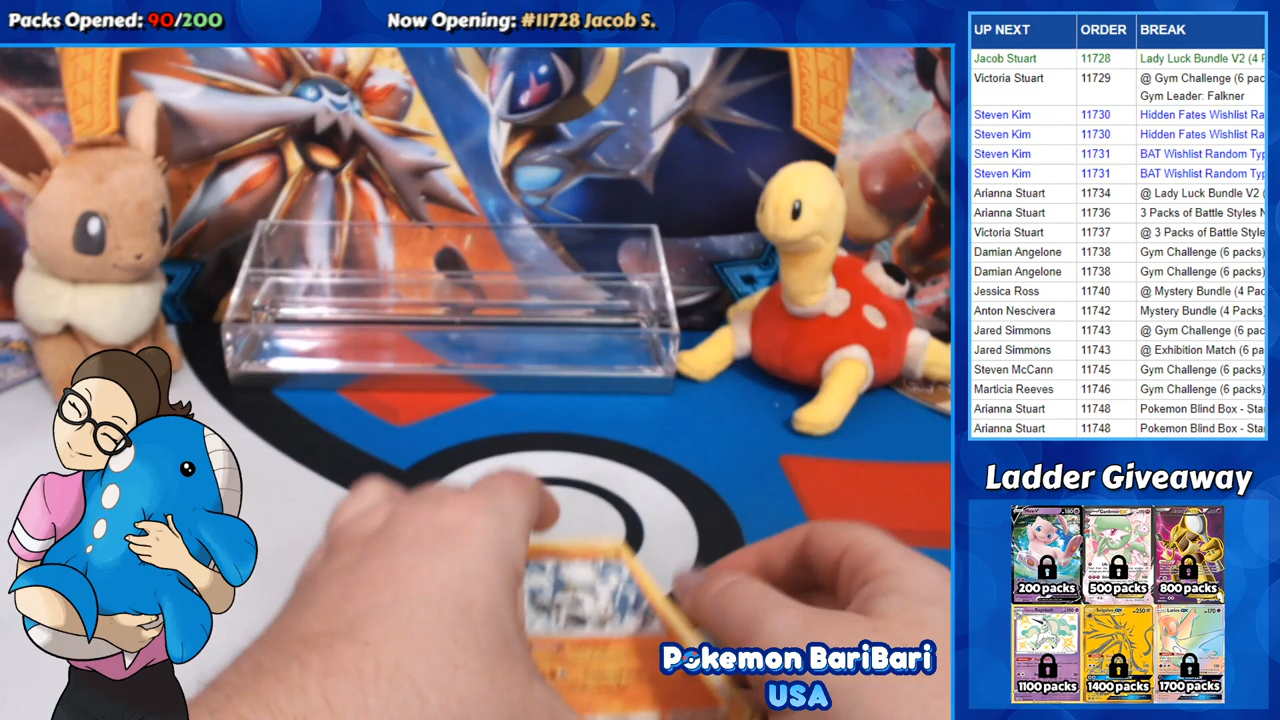 Packs Opened: 90/200
Now Opening: #11728 Jacob S.
UP NEXT ORDER BREAK
Jacob Stuart 11728 Lady Luck Bundle V2 (4 P
Victoria Stuart 11729 @ Gym Challenge (6 pac
Gym Leader: Falkner
Steven Kim 11730 Hidden Fates Wishlist Ra
Steven Kim 11730 Hidden Fates Wishlist Ra
Steven Kim 11731 BAT Wishlist Random Typ
Steven Kim 11731 BAT Wishlist Random Typ
Arianna Stuart 11734 @ Lady Luck Bundle V2 (
Arianna Stuart 11736 3 Packs of Battle Styles N
Victoria Stuart 11737 @ 3 Packs of Battle Style
Damian Angelone 11738 Gym Challenge (6 packs)
Damian Angelone 11738 Gym Challenge (6 packs)
Jessica Ross 11740 @ Mystery Bundle (4 Pac
Anton Nescivera 11742 Mystery Bundle (4 Packs)
Jared Simmons 11743 @ Gym Challenge (6 pac
Jared Simmons 11743 @ Exhibition Match (6 pa
Steven McCann 11745 Gym Challenge (6 packs)
Marticia Reeves 11746 Gym Challenge (6 packs)
Arianna Stuart 11748 Pokemon Blind Box - Star
Arianna Stuart 11748 Pokemon Blind Box - Star
Ladder Giveaway
200 packs 500 packs 800 packs
1100 packs 1400 packs 1700 packs
Pokemon BariBari
USA